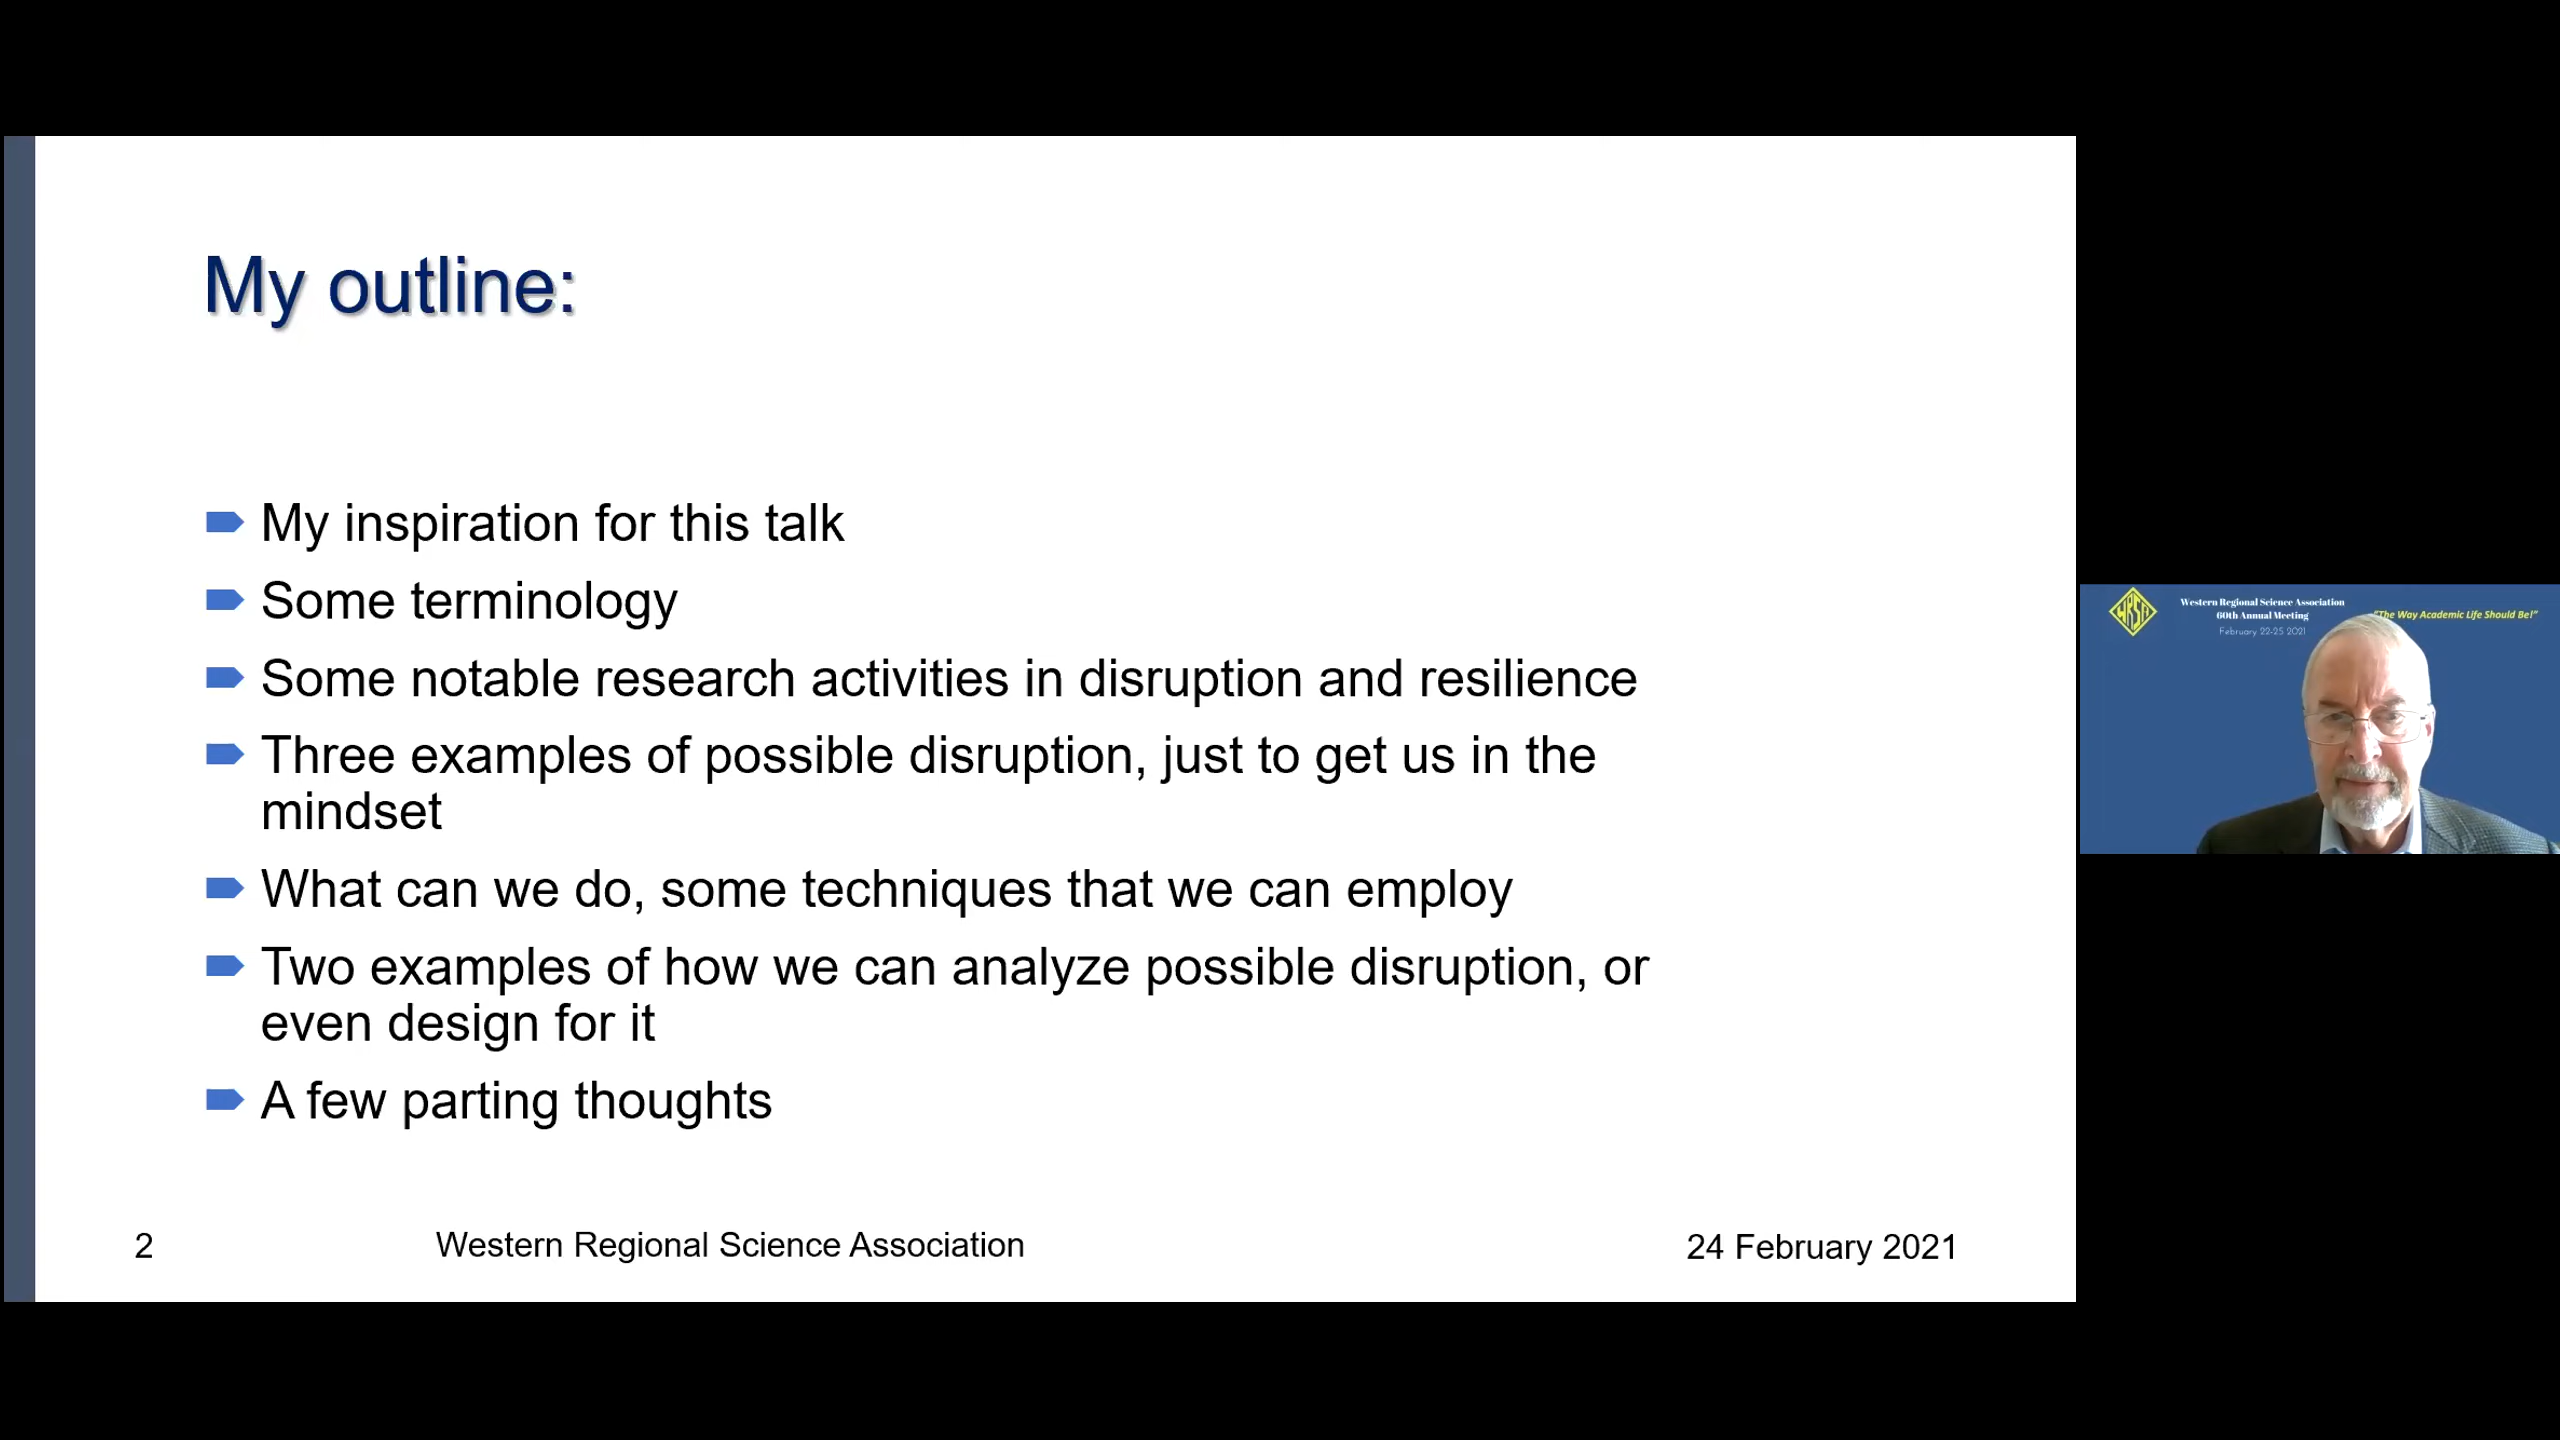 My outline:
My inspiration for this talk
Some terminology
Some notable research activities in disruption and resilience
Three examples of possible disruption, just to get us in the
mindset
What can we do, some techniques that we can employ
Two examples of how we can analyze possible disruption, or
even design for it
A few parting thoughts
2
Western Regional Science Association
24 February 2021
WRSA
Western Regional Science Association
60th Annual Meeting
February 22-25 2021
"The Way Academic Life Should Be!"